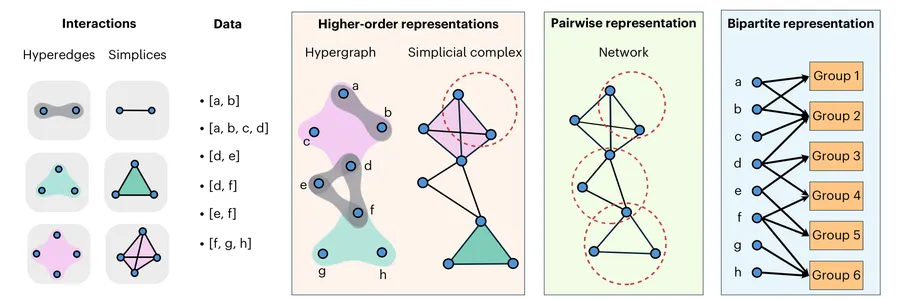 Interactions
Data
Higher-order representations
Pairwise representation
Bipartite representation
Hyperedges
Simplices
Hypergraph
Simplicial complex
Network
• [a, b]
• [a, b, c, d]
• [d, e]
• [d, f]
• [e, f]
• [f, g, h]
a
b
c
d
e
f
g
h
a
b
c
d
e
f
g
h
Group 1
Group 2
Group 3
Group 4
Group 5
Group 6